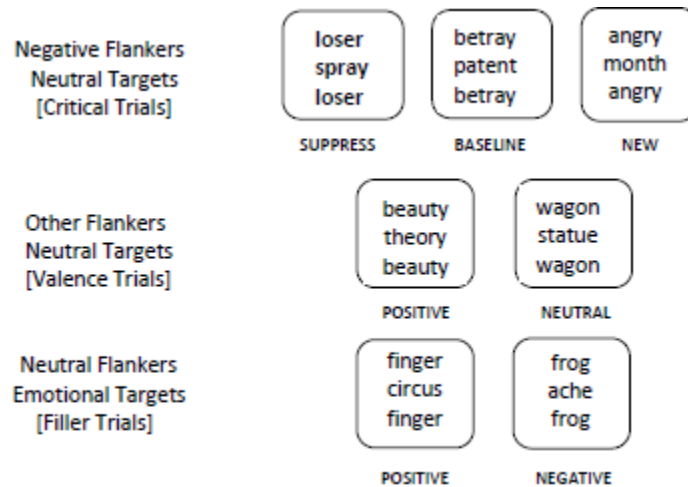 Negative Flankers
Neutral Targets
[Critical Trials]
loser
spray
loser
SUPPRESS
betray
patent
betray
BASELINE
angry
month
angry
NEW
Other Flankers
Neutral Targets
[Valence Trials]
beauty
theory
beauty
POSITIVE
wagon
statue
wagon
NEUTRAL
Neutral Flankers
Emotional Targets
[Filler Trials]
finger
circus
finger
POSITIVE
frog
ache
frog
NEGATIVE